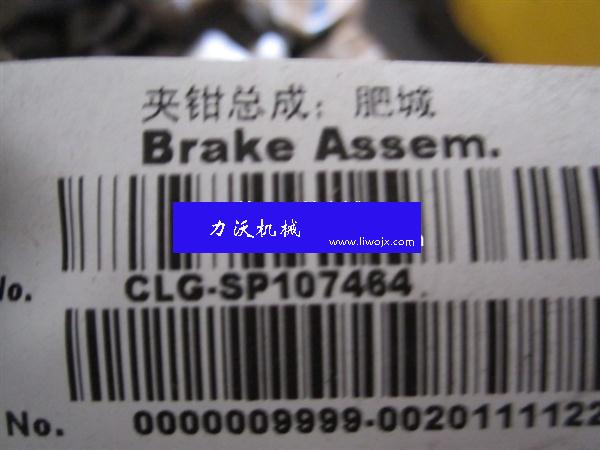 夹钳总成：肥城
Brake Assem.
力沃机械
www.liwojx.com
No. CLG-SP107464
No. 0000009999-0020111122